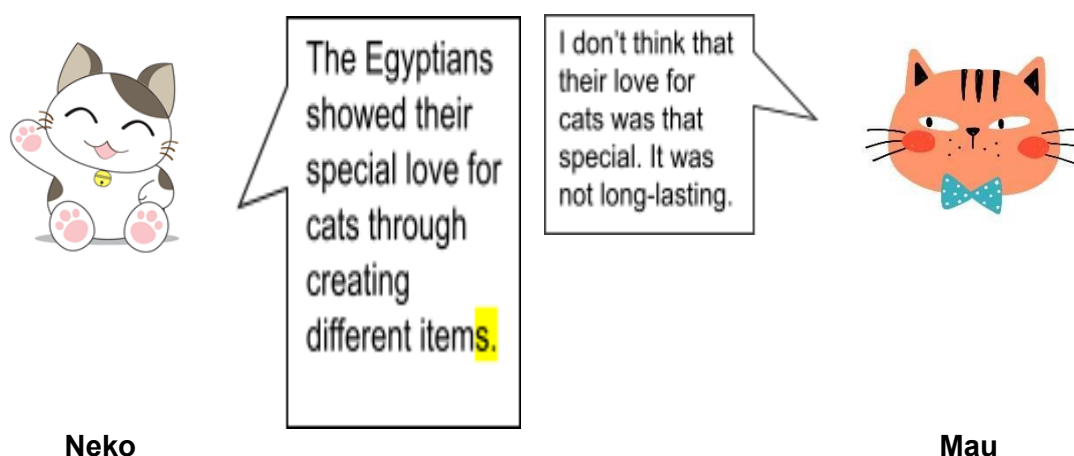 The Egyptians
showed their
special love for
cats through
creating
different items.
I don't think that
their love for
cats was that
special. It was
not long-lasting.
Neko
Mau